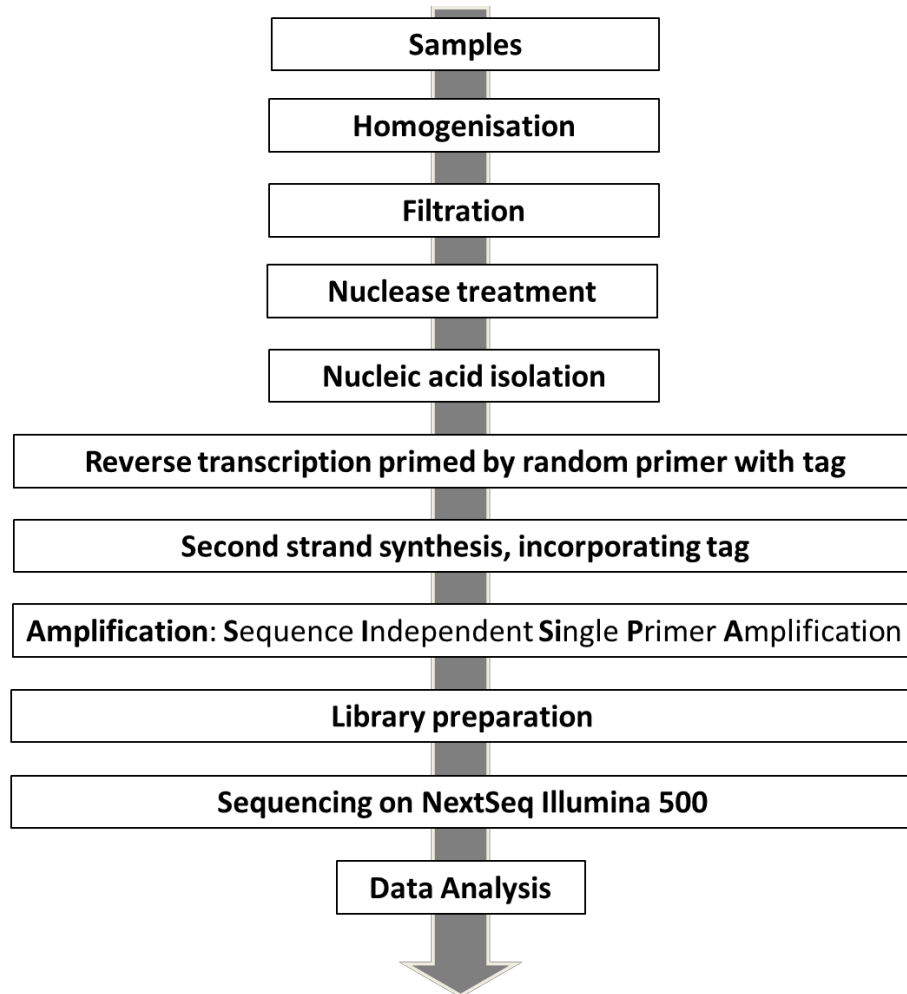 Samples
Homogenisation
Filtration
Nuclease treatment
Nucleic acid isolation
Reverse transcription primed by random primer with tag
Second strand synthesis, incorporating tag
Amplification: Sequence Independent Single Primer Amplification
Library preparation
Sequencing on NextSeq Illumina 500
Data Analysis